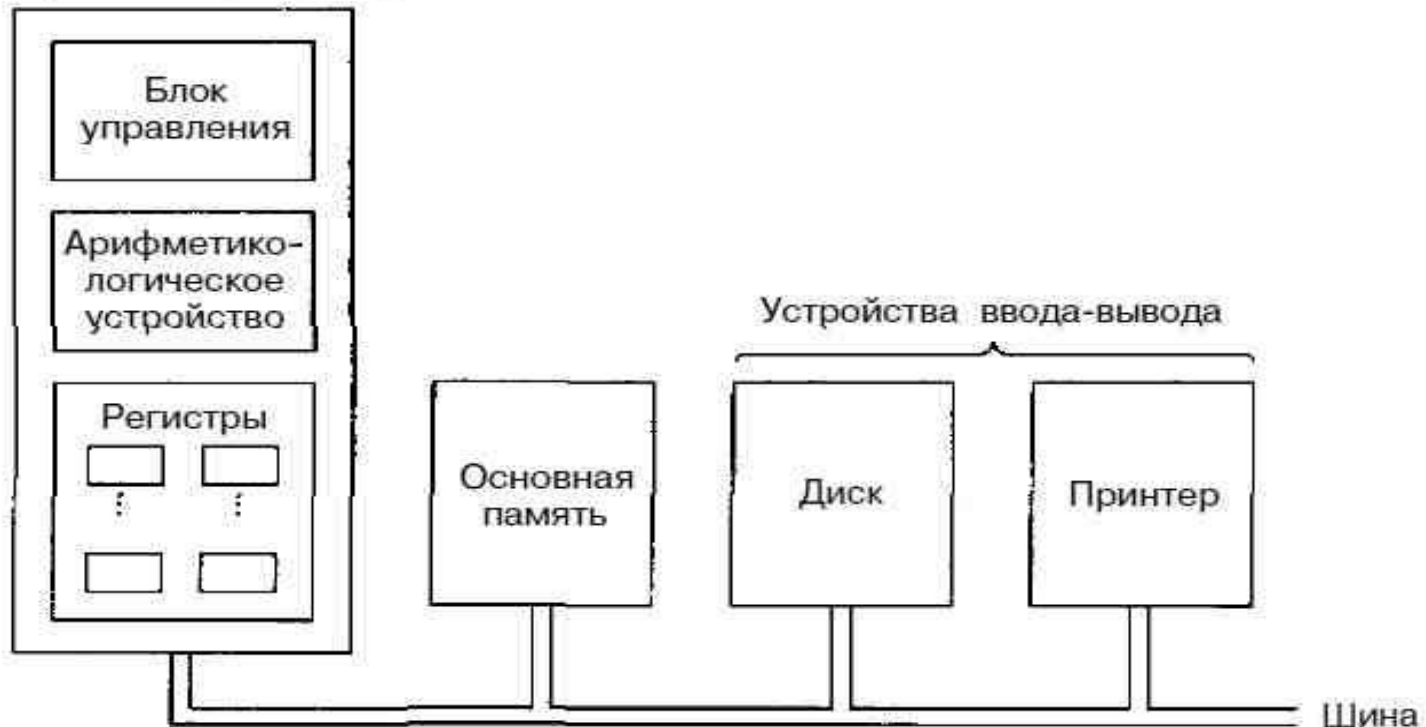 Блок
управления
Арифметико-
логическое
устройство
Регистры
Устройства ввода-вывода
Основная
память
Диск
Принтер
Шина